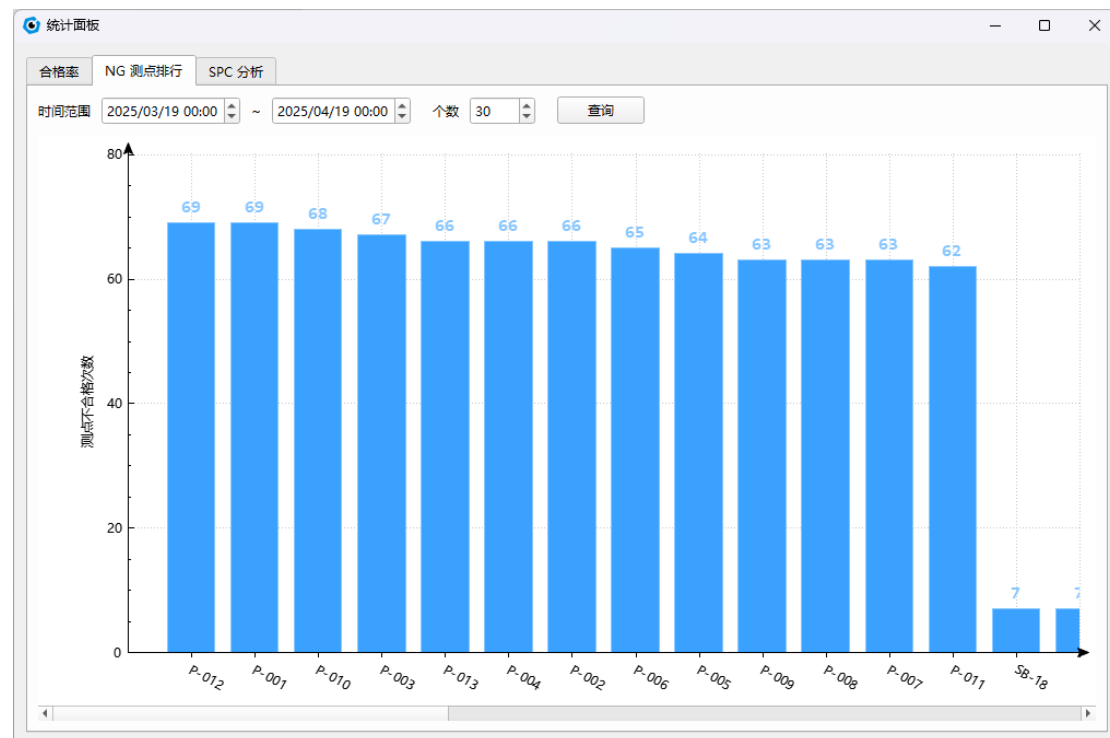 统计面板
合格率 NG 测点排行 SPC 分析
时间范围 2025/03/19 00:00 ~ 2025/04/19 00:00 个数 30 查询
80
69 69 68 67 66 66 66 65 64 63 63 63 62
60
测点不合格次数
40
20
7 7
0
P-012 P-001 P-010 P-003 P-013 P-004 P-002 P-006 P-005 P-009 P-008 P-007 P-011 SB-18